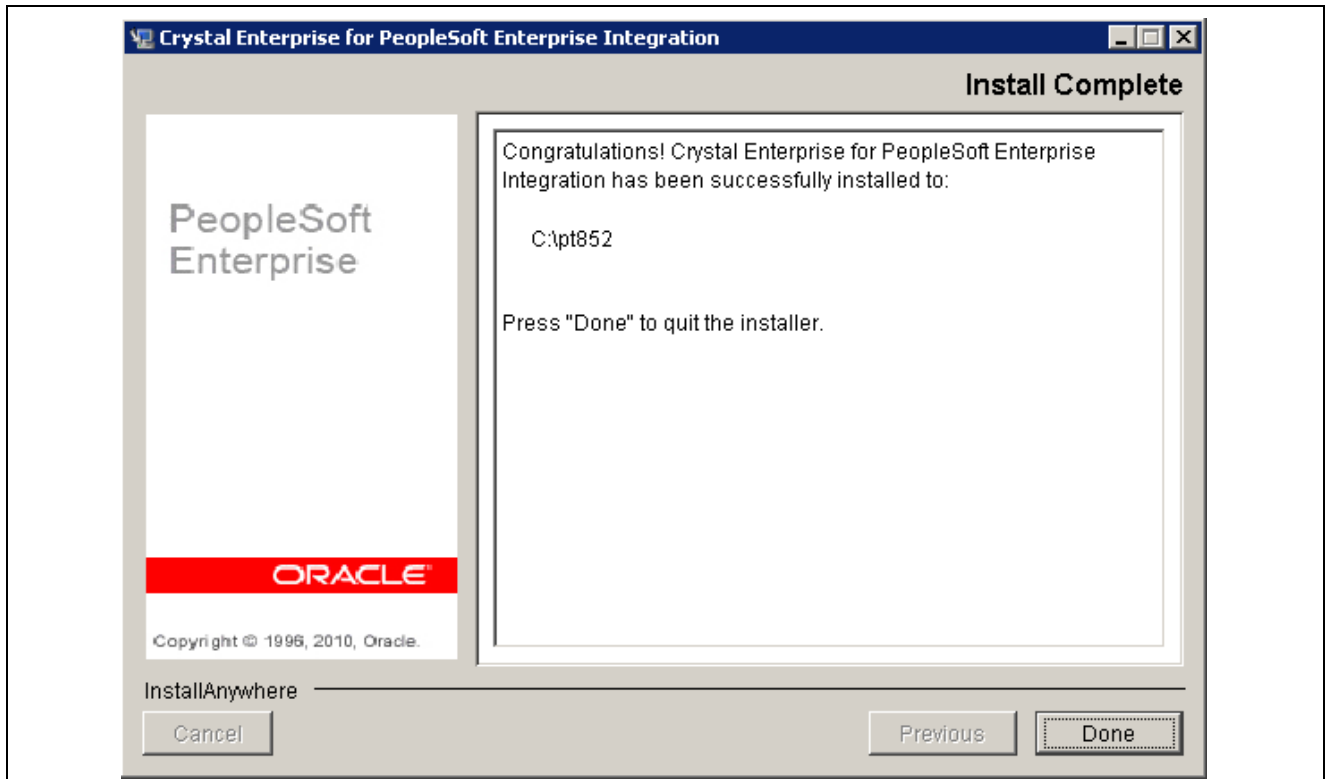 Crystal Enterprise for PeopleSoft Enterprise Integration
Install Complete
PeopleSoft
Enterprise
ORACLE
Copyright © 1996, 2010, Oracle.
Congratulations! Crystal Enterprise for PeopleSoft Enterprise
Integration has been successfully installed to:
C:\pt852
Press "Done" to quit the installer.
InstallAnywhere
Cancel
Previous
Done